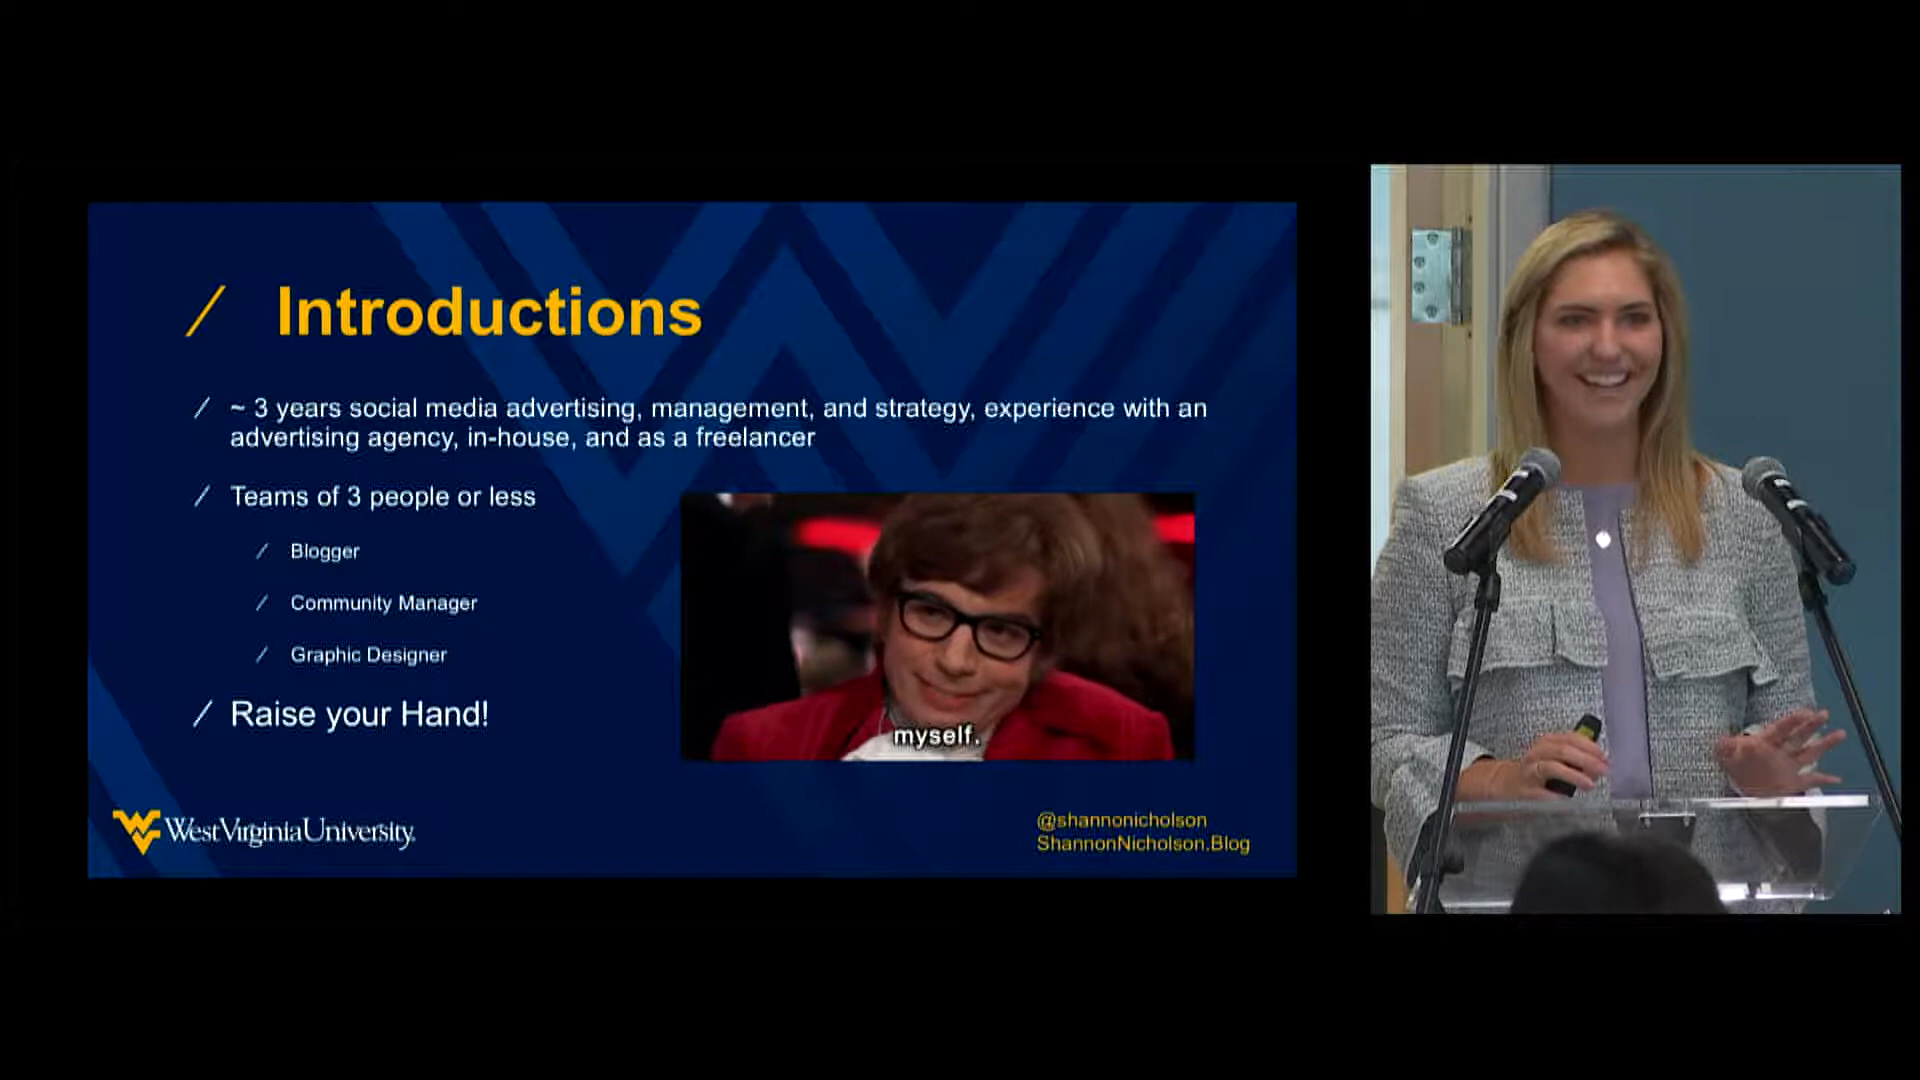 Introductions
~ 3 years social media advertising, management, and strategy, experience with an
advertising agency, in-house, and as a freelancer
Teams of 3 people or less
Blogger
Community Manager
Graphic Designer
Raise your Hand!
myself.
WestVirginiaUniversity.
@shannonicholson
ShannonNicholson.Blog